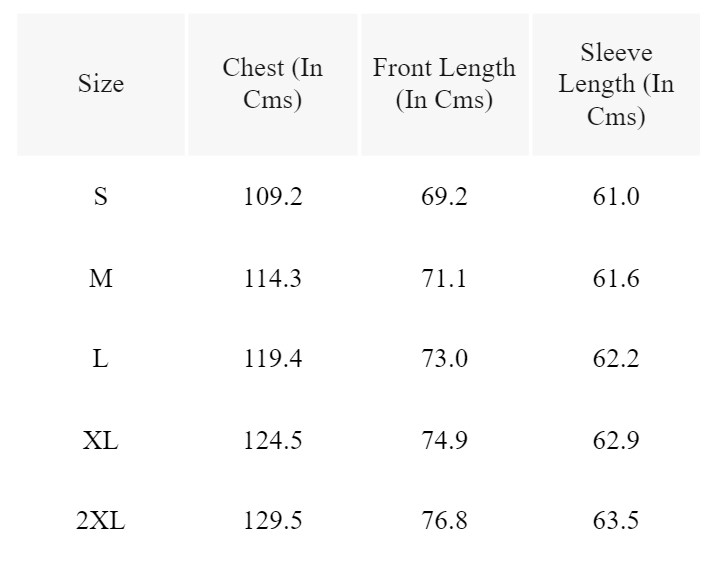 Size Chest (In Cms) Front Length (In Cms) Sleeve Length (In Cms)
S 109.2 69.2 61.0
M 114.3 71.1 61.6
L 119.4 73.0 62.2
XL 124.5 74.9 62.9
2XL 129.5 76.8 63.5